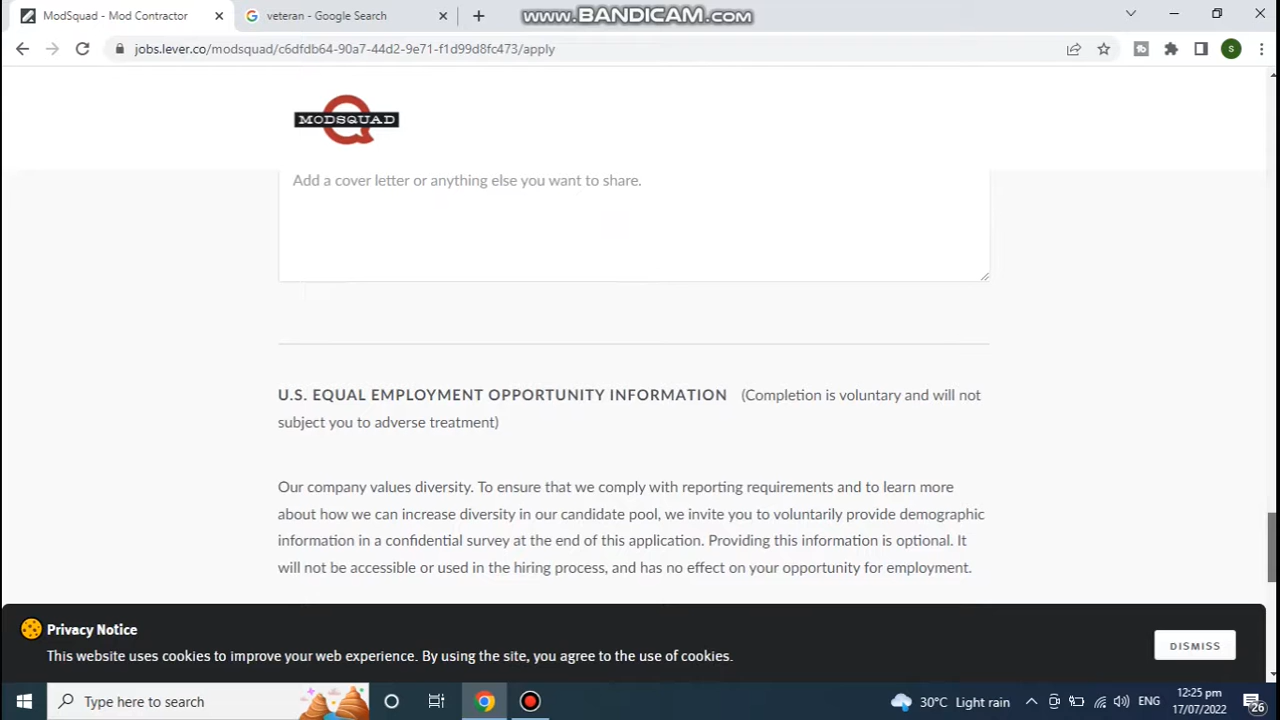 ModSquad - Mod Contractor
veteran - Google Search
www.BANDICAM.com
jobs.lever.co/modsquad/c6dfdb64-90a7-44d2-9e71-f1d99d8fc473/apply
S
MODSQUAD
Add a cover letter or anything else you want to share.
U.S. EQUAL EMPLOYMENT OPPORTUNITY INFORMATION (Completion is voluntary and will not
subject you to adverse treatment)
Our company values diversity. To ensure that we comply with reporting requirements and to learn more
about how we can increase diversity in our candidate pool, we invite you to voluntarily provide demographic
information in a confidential survey at the end of this application. Providing this information is optional. It
will not be accessible or used in the hiring process, and has no effect on your opportunity for employment.
Privacy Notice
This website uses cookies to improve your web experience. By using the site, you agree to the use of cookies.
DISMISS
Type here to search
30°C Light rain
ENG
12:25 pm
17/07/2022
26